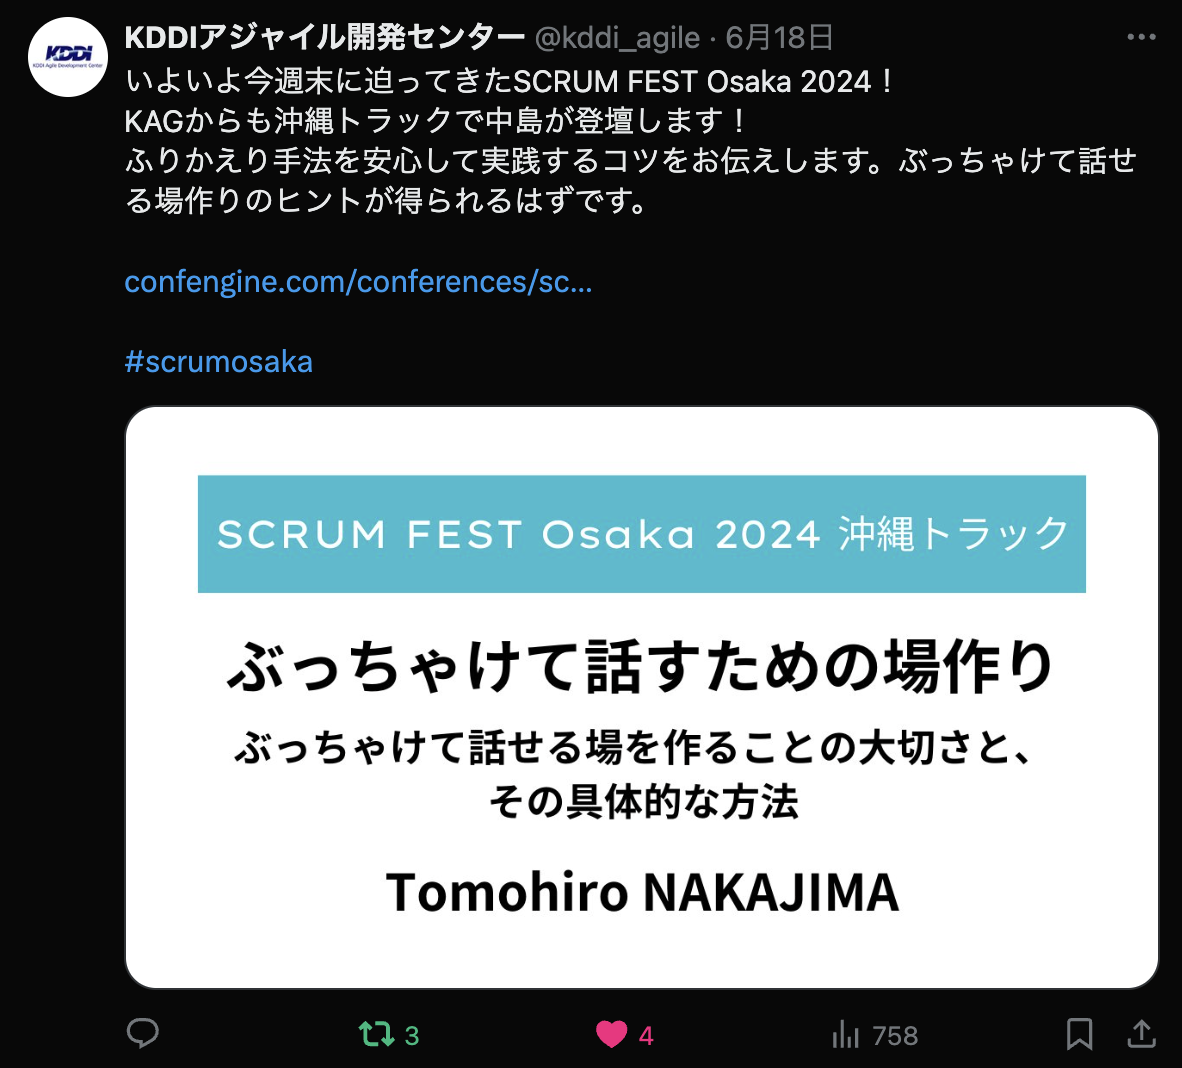 KDDIアジャイル開発センター @kddi_agile · 6月18日
KDDI
KDDI Agile Development Center
いよいよ今週末に迫ってきたSCRUM FEST Osaka 2024！
KAGからも沖縄トラックで中島が登壇します！
ふりかえり手法を安心して実践するコツをお伝えします。ぶっちゃけて話せ
る場作りのヒントが得られるはずです。
confengine.com/conferences/sc...
#scrumosaka
SCRUM FEST Osaka 2024 沖縄トラック
ぶっちゃけて話すための場作り
ぶっちゃけて話せる場を作ることの大切さと、
その具体的な方法
Tomohiro NAKAJIMA
3 4 758